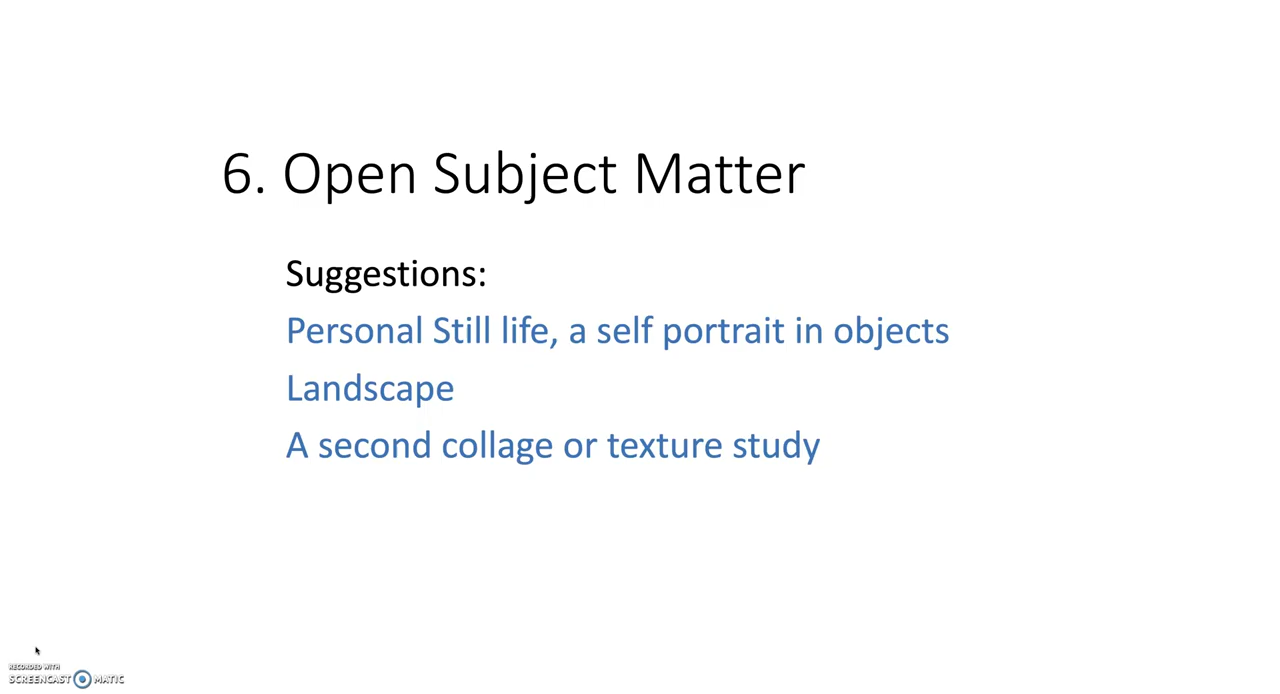 6. Open Subject Matter
Suggestions:
Personal Still life, a self portrait in objects
Landscape
A second collage or texture study
RECORDED WITH
SCREENCAST MATIC